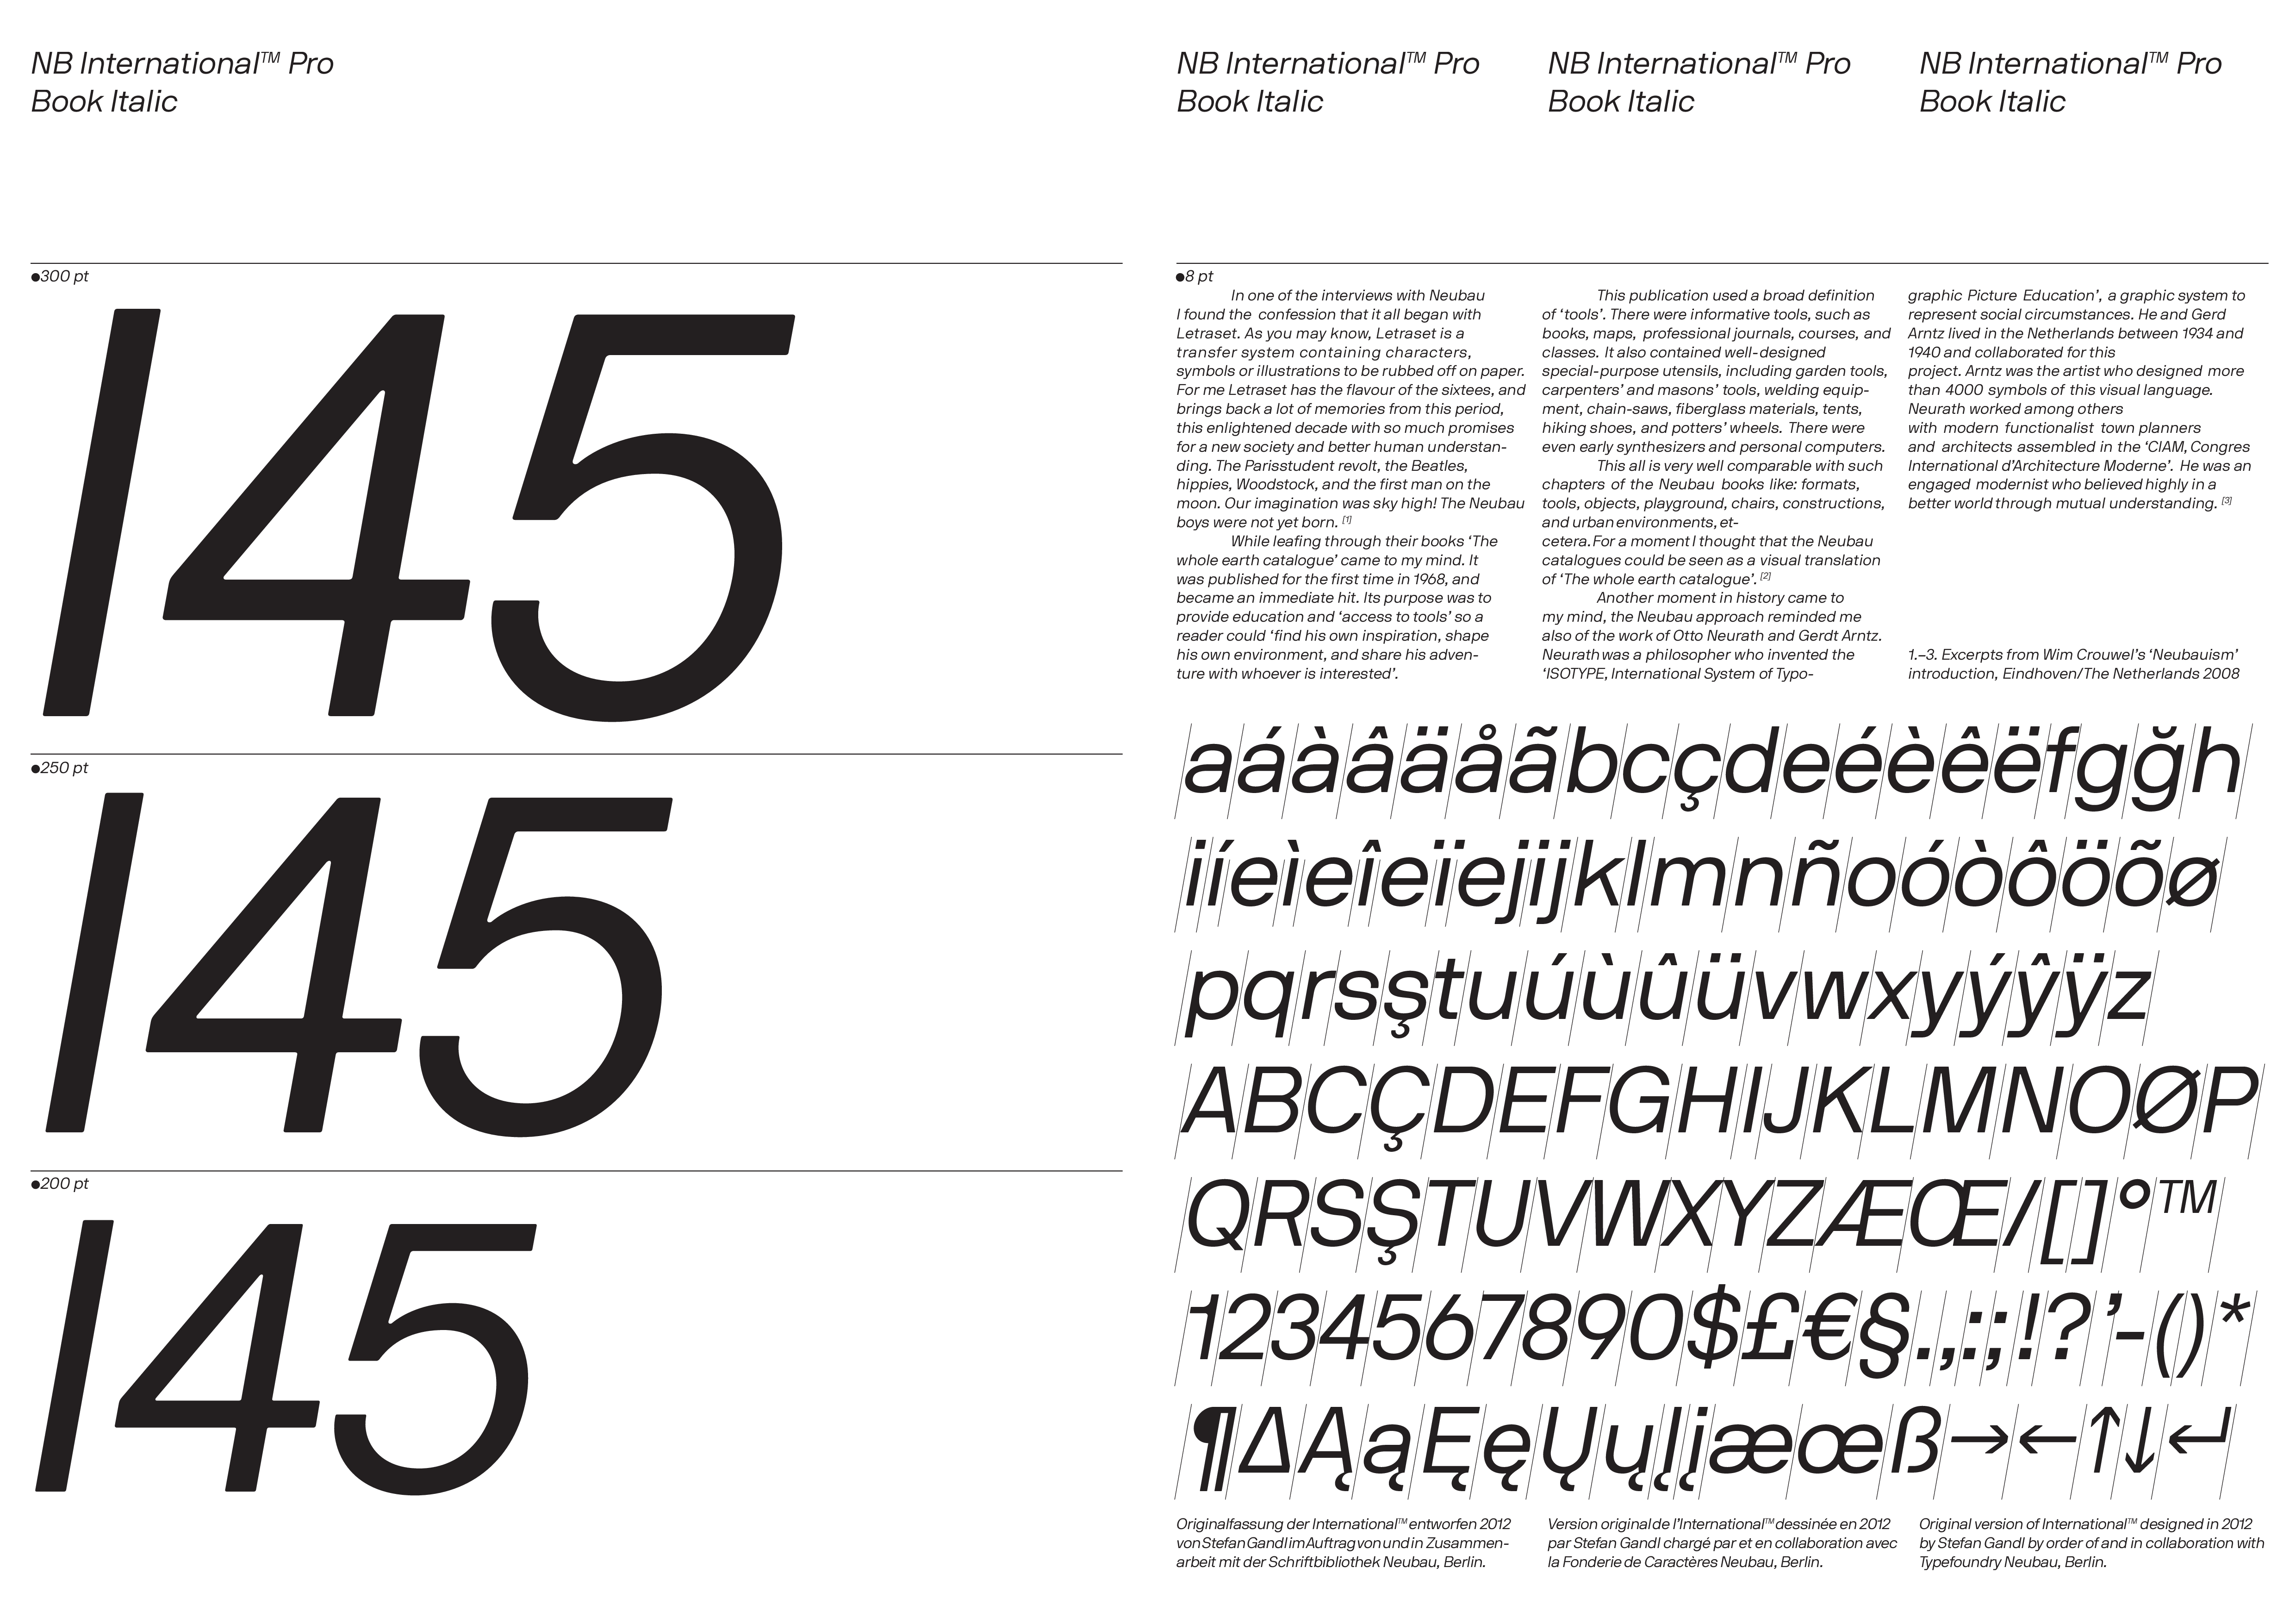 NB International™ Pro
Book Italic
●300 pt
I45
●250 pt
I45
●200 pt
I45
NB International™ Pro
Book Italic
NB International™ Pro
Book Italic
NB International™ Pro
Book Italic
●8 pt
In one of the interviews with Neubau
I found the confession that it all began with
Letraset. As you may know, Letraset is a
transfer system containing characters,
symbols or illustrations to be rubbed off on paper.
For me Letraset has the flavour of the sixtees, and
brings back a lot of memories from this period,
this enlightened decade with so much promises
for a new society and better human understan-
ding. The Parisstudent revolt, the Beatles,
hippies, Woodstock, and the first man on the
moon. Our imagination was sky high! The Neubau
boys were not yet born. [1]
While leafing through their books ‘The
whole earth catalogue’ came to my mind. It
was published for the first time in 1968, and
became an immediate hit. Its purpose was to
provide education and ‘access to tools’ so a
reader could ‘find his own inspiration, shape
his own environment, and share his adven-
ture with whoever is interested’.
This publication used a broad definition
of ‘tools’. There were informative tools, such as
books, maps, professional journals, courses, and
classes. It also contained well-designed
special-purpose utensils, including garden tools,
carpenters’ and masons’ tools, welding equip-
ment, chain-saws, fiberglass materials, tents,
hiking shoes, and potters’ wheels. There were
even early synthesizers and personal computers.
This all is very well comparable with such
chapters of the Neubau books like: formats,
tools, objects, playground, chairs, constructions,
and urban environments, et-
cetera. For a moment I thought that the Neubau
catalogues could be seen as a visual translation
of ‘The whole earth catalogue’. [2]
Another moment in history came to
my mind, the Neubau approach reminded me
also of the work of Otto Neurath and Gerdt Arntz.
Neurath was a philosopher who invented the
‘ISOTYPE, International System of Typo-
graphic Picture Education’, a graphic system to
represent social circumstances. He and Gerd
Arntz lived in the Netherlands between 1934 and
1940 and collaborated for this
project. Arntz was the artist who designed more
than 4000 symbols of this visual language.
Neurath worked among others
with modern functionalist town planners
and architects assembled in the ‘CIAM, Congres
International d’Architecture Moderne’. He was an
engaged modernist who believed highly in a
better world through mutual understanding. [3]
1.–3. Excerpts from Wim Crouwel’s ‘Neubauism’
introduction, Eindhoven/The Netherlands 2008
aáàâäåãbcçdeéèêëfgğh
iíeìeîeïejijklmnñoóòôöõø
pqrsştuúùûüvwxyýŷÿz
ABCÇDEFGHIJKLMNOØP
QRSŞTUVWXYZÆŒ/[]°™
1234567890$£€§.,:;!?’-()*
¶∆ĄąĘęŲųįįæœß→←↑↓↵
Originalfassung der International™ entworfen 2012
von Stefan Gandl im Auftrag von und in Zusammen-
arbeit mit der Schriftbibliothek Neubau, Berlin.
Version original de l’International™ dessinée en 2012
par Stefan Gandl chargé par et en collaboration avec
la Fonderie de Caractères Neubau, Berlin.
Original version of International™ designed in 2012
by Stefan Gandl by order of and in collaboration with
Typefoundry Neubau, Berlin.